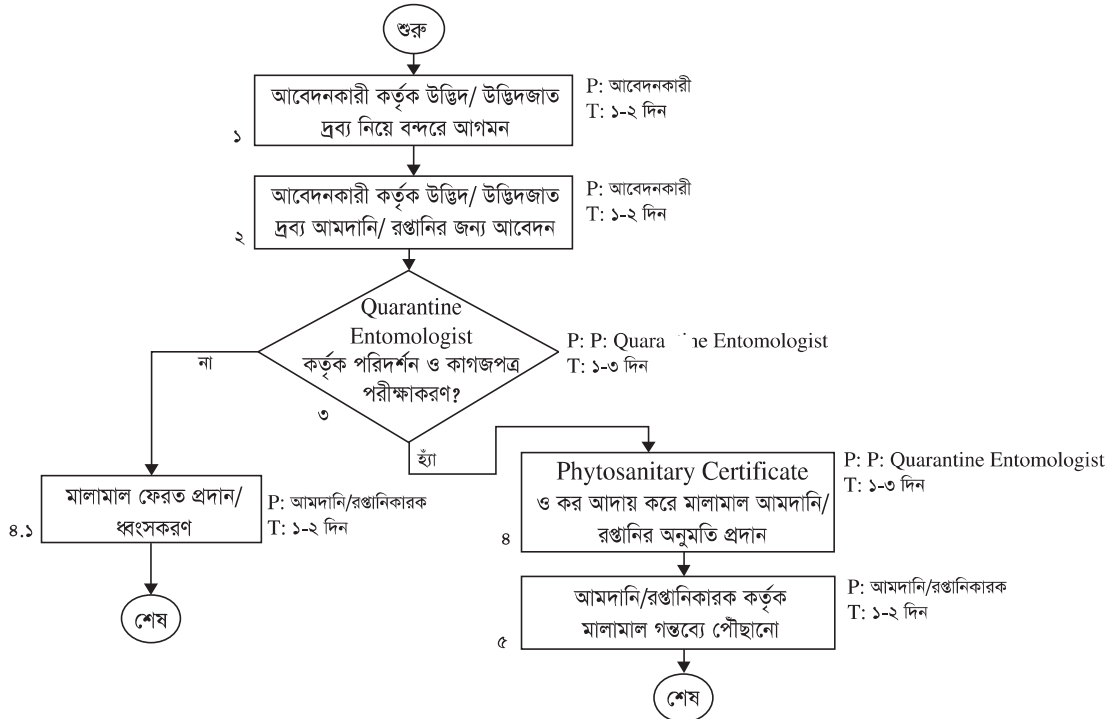 শুরু
আবেদনকারী কর্তৃক উদ্ভিদ/ উদ্ভিদজাত
দ্রব্য নিয়ে বন্দরে আগমন
১
P: আবেদনকারী
T: ১-২ দিন
আবেদনকারী কর্তৃক উদ্ভিদ/ উদ্ভিদজাত
দ্রব্য আমদানি/ রপ্তানির জন্য আবেদন
২
P: আবেদনকারী
T: ১-২ দিন
Quarantine
Entomologist
কর্তৃক পরিদর্শন ও কাগজপত্র
পরীক্ষাকরণ?
৩
P: P: Entomologist
T: ১-৩ দিন
না
হ্যাঁ
মালামাল ফেরত প্রদান/
ধ্বংসকরণ
৪.১
P: আমদানি/রপ্তানিকারক
T: ১-২ দিন
শেষ
Phytosanitary Certificate
ও কর আদায় করে মালামাল আমদানি/
রপ্তানির অনুমতি প্রদান
৪
P: P: Quarantine Entomologist
T: ১-৩ দিন
আমদানি/রপ্তানিকারক কর্তৃক
মালামাল গন্তব্যে পৌঁছানো
৫
P: আমদানি/রপ্তানিকারক
T: ১-২ দিন
শেষ